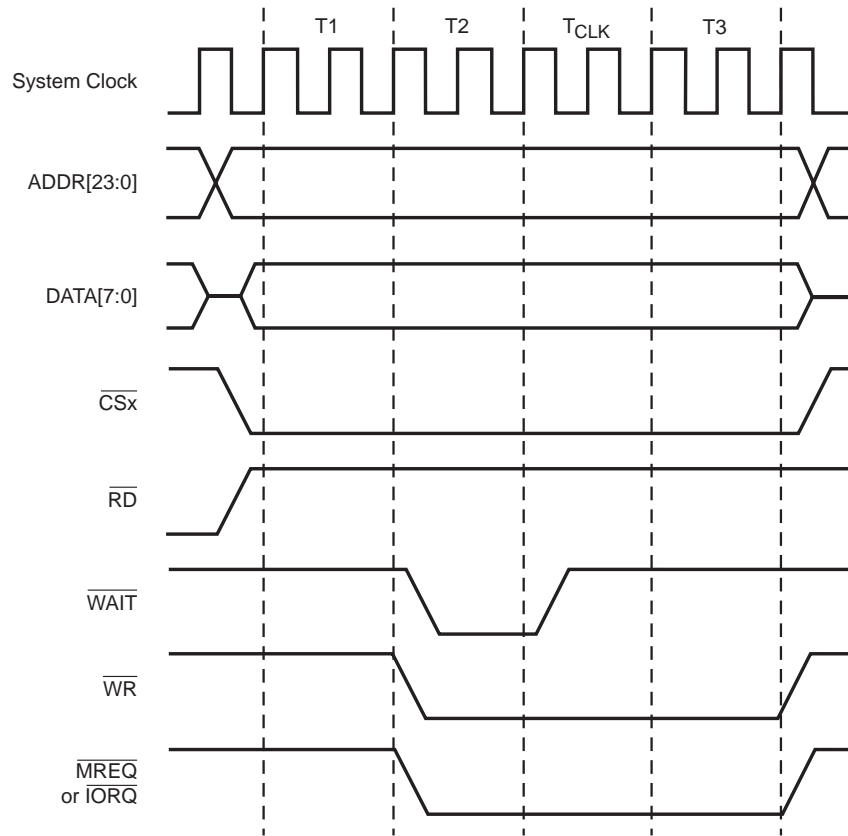 T1 T2 TCLK T3
System Clock
ADDR[23:0]
DATA[7:0]
CSx
RD
WAIT
WR
MREQ
or IORQ